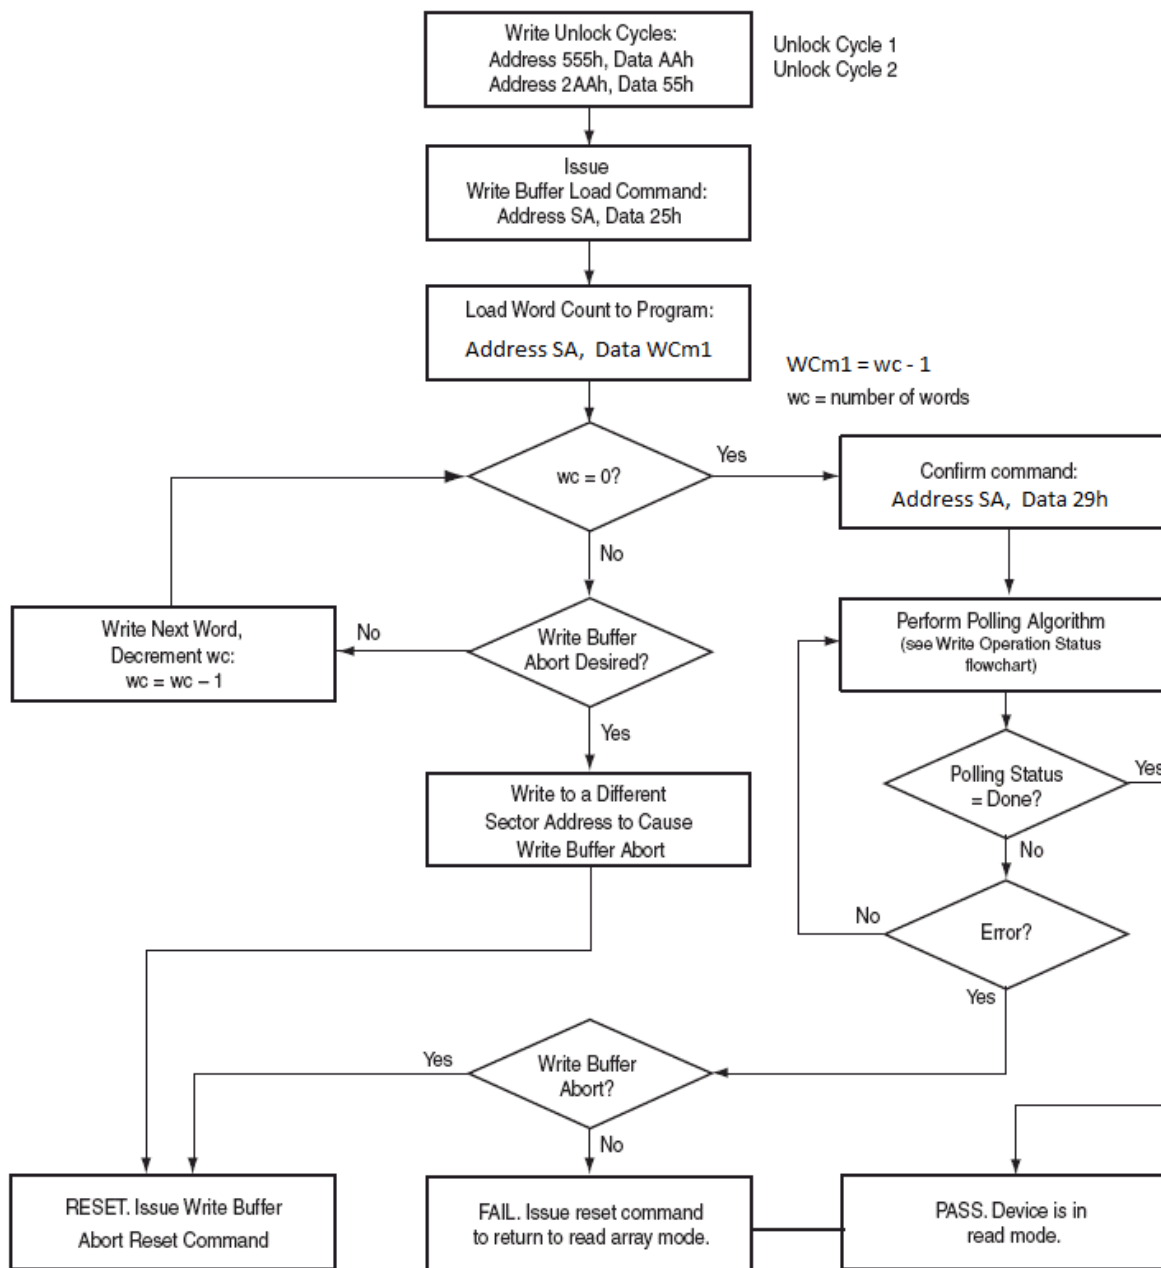 Write Unlock Cycles:
Address 555h, Data AAh
Address 2AAh, Data 55h
Unlock Cycle 1
Unlock Cycle 2
Issue
Write Buffer Load Command:
Address SA, Data 25h
Load Word Count to Program:
Address SA, Data WCm1
WCm1 = wc - 1
wc = number of words
wc = 0?
Yes
No
Confirm command:
Address SA, Data 29h
Write Next Word,
Decrement wc:
wc = wc – 1
No
Write Buffer
Abort Desired?
Yes
Perform Polling Algorithm
(see Write Operation Status
flowchart)
Polling Status
= Done?
Yes
No
Write to a Different
Sector Address to Cause
Write Buffer Abort
Error?
No
Yes
Write Buffer
Abort?
Yes
No
RESET. Issue Write Buffer
Abort Reset Command
FAIL. Issue reset command
to return to read array mode.
PASS. Device is in
read mode.